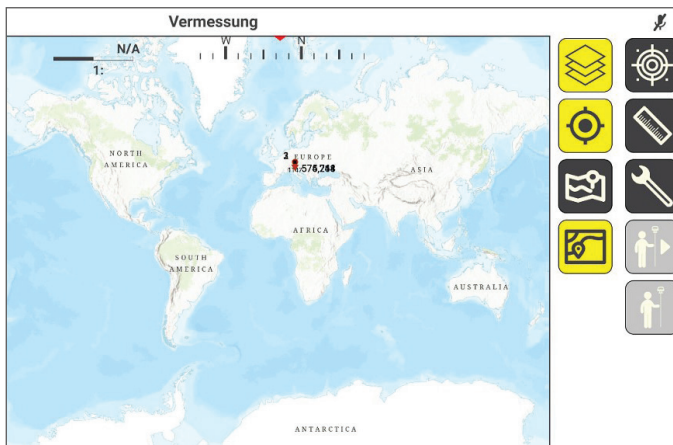 Vermessung
N/A
1:
W
N
NORTH
AMERICA
EUROPE
ASIA
AFRICA
SOUTH
AMERICA
AUSTRALIA
ANTARCTICA